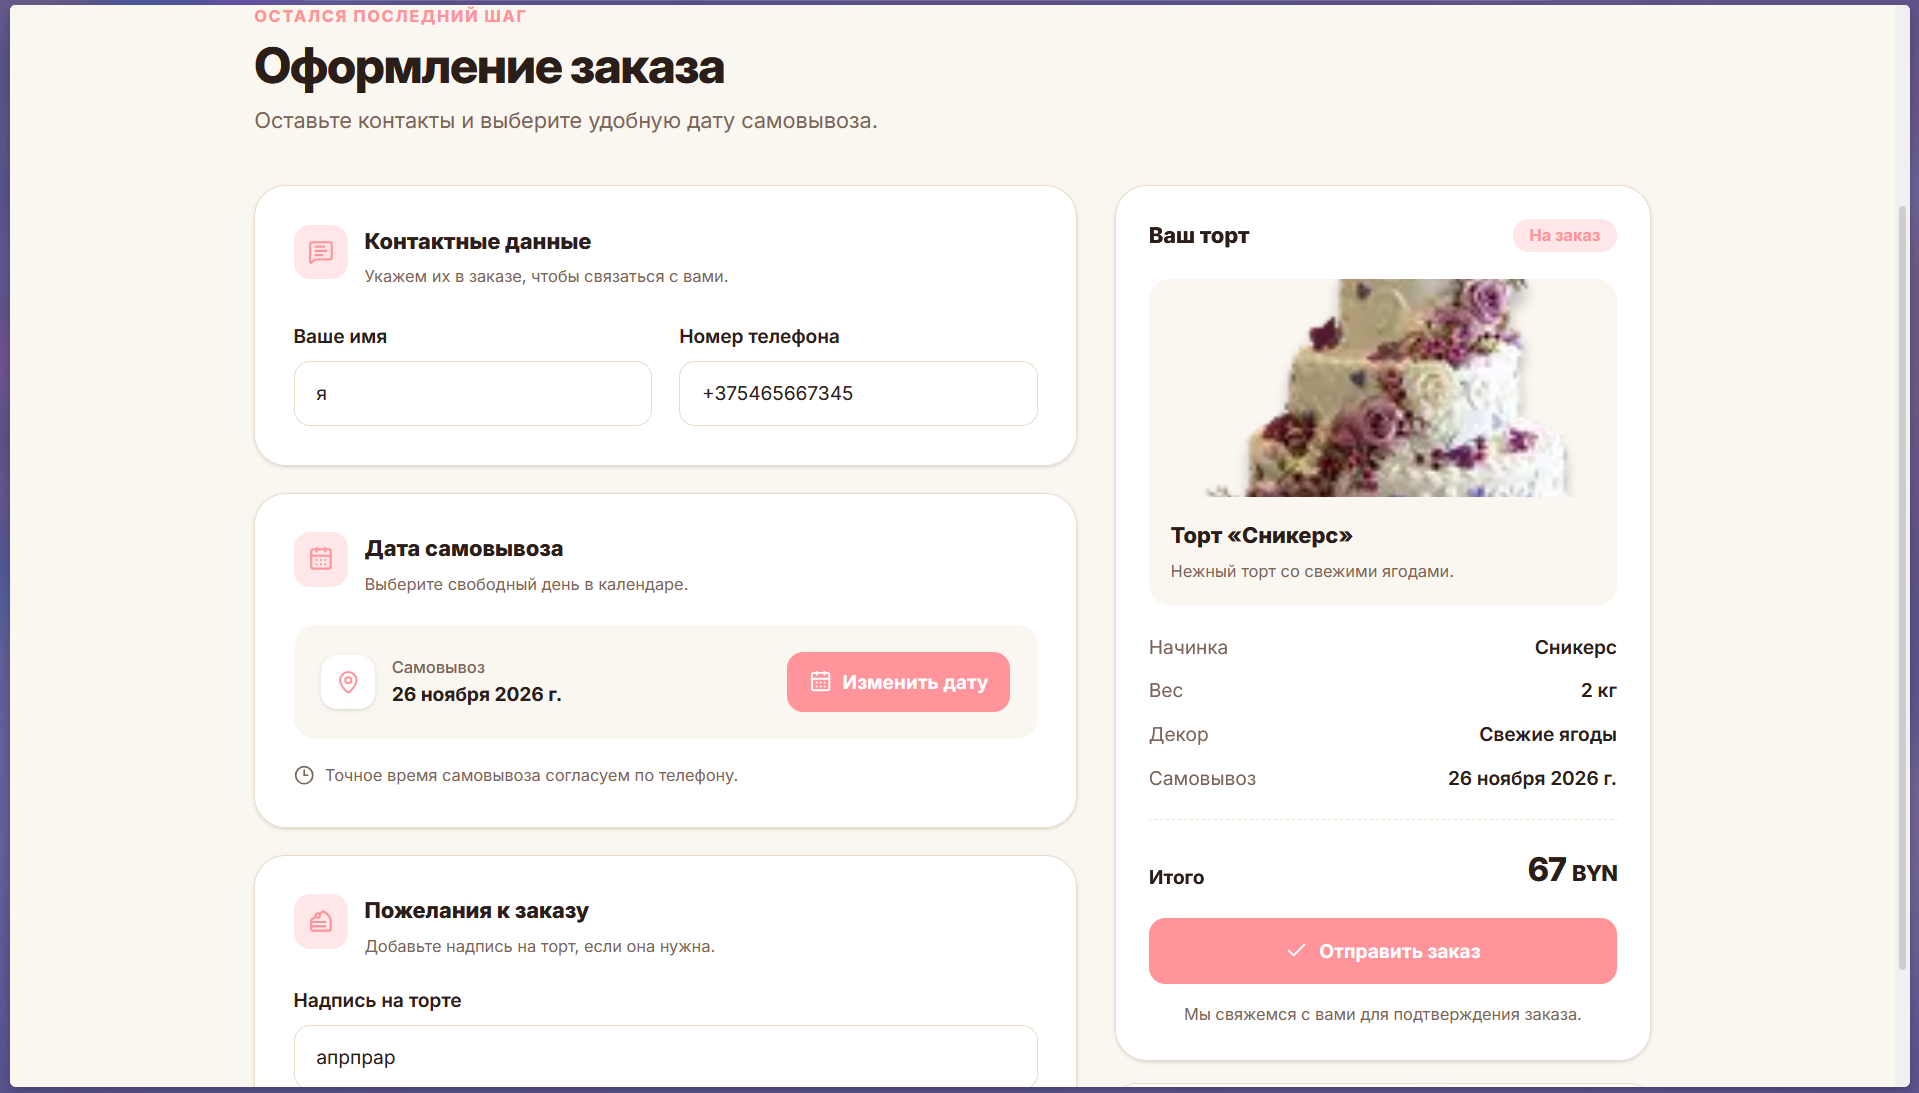 ОСТАЛСЯ ПОСЛЕДНИЙ ШАГ
Оформление заказа
Оставьте контакты и выберите удобную дату самовывоза.
Контактные данные
Укажем их в заказе, чтобы связаться с вами.
Ваше имя
я
Номер телефона
+375465667345
Дата самовывоза
Выберите свободный день в календаре.
Самовывоз
26 ноября 2026 г.
Изменить дату
Точное время самовывоза согласуем по телефону.
Пожелания к заказу
Добавьте надпись на торт, если она нужна.
Надпись на торте
апрпрар
Ваш торт
На заказ
Торт «Сникерс»
Нежный торт со свежими ягодами.
Начинка Сникерс
Вес 2 кг
Декор Свежие ягоды
Самовывоз 26 ноября 2026 г.
Итого 67 BYN
Отправить заказ
Мы свяжемся с вами для подтверждения заказа.